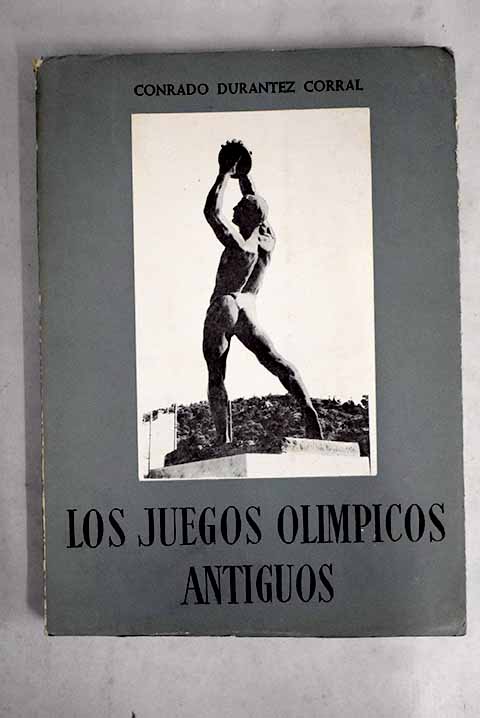 CONRADO DURANTEZ CORRAL
LOS JUEGOS OLIMPICOS
ANTIGUOS